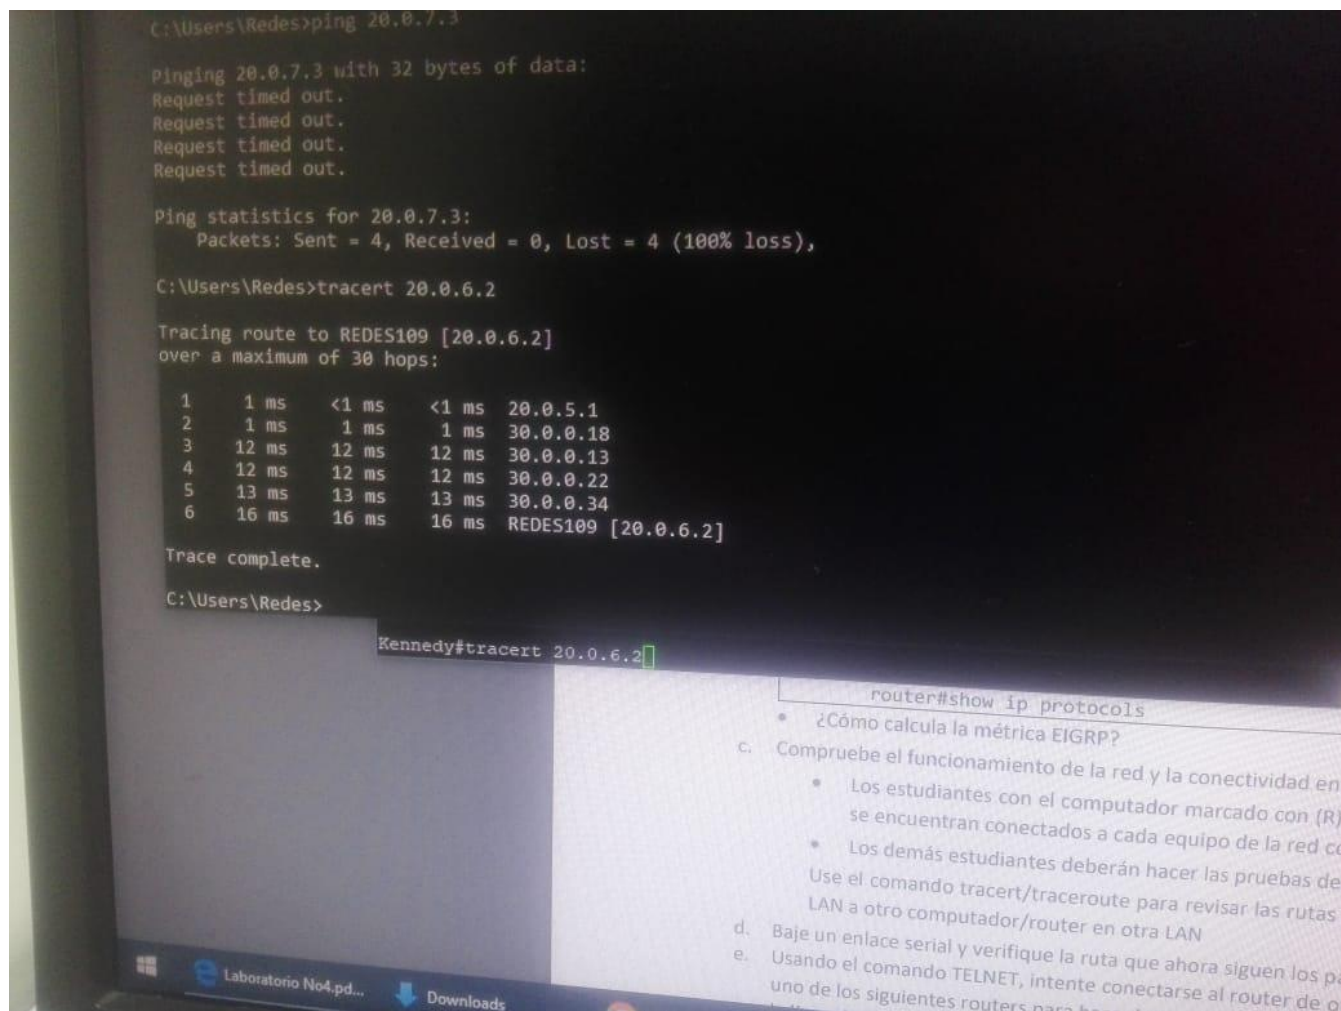 C:\Users\Redes>ping 20.0.7.3
Pinging 20.0.7.3 with 32 bytes of data:
Request timed out.
Request timed out.
Request timed out.
Request timed out.
Ping statistics for 20.0.7.3:
Packets: Sent = 4, Received = 0, Lost = 4 (100% loss),
C:\Users\Redes>tracert 20.0.6.2
Tracing route to REDES109 [20.0.6.2]
over a maximum of 30 hops:
1 1 ms <1 ms <1 ms 20.0.5.1
2 1 ms 1 ms 1 ms 30.0.0.18
3 12 ms 12 ms 12 ms 30.0.0.13
4 12 ms 12 ms 12 ms 30.0.0.22
5 13 ms 13 ms 13 ms 30.0.0.34
6 16 ms 16 ms 16 ms REDES109 [20.0.6.2]
Trace complete.
C:\Users\Redes>
Kennedy#tracert 20.0.6.2
router#show ip protocols
• ¿Cómo calcula la métrica EIGRP?
c. Compruebe el funcionamiento de la red y la conectividad en
• Los estudiantes con el computador marcado con (R)
se encuentran conectados a cada equipo de la red
• Los demás estudiantes deberán hacer las pruebas de
Use el comando tracert/traceroute para revisar las rutas
LAN a otro computador/router en otra LAN
d. Baje un enlace serial y verifique la ruta que ahora siguen los
e. Usando el comando TELNET, intente conectarse al router de
uno de los siguientes routers
Laboratorio No4.pd...
Downloads